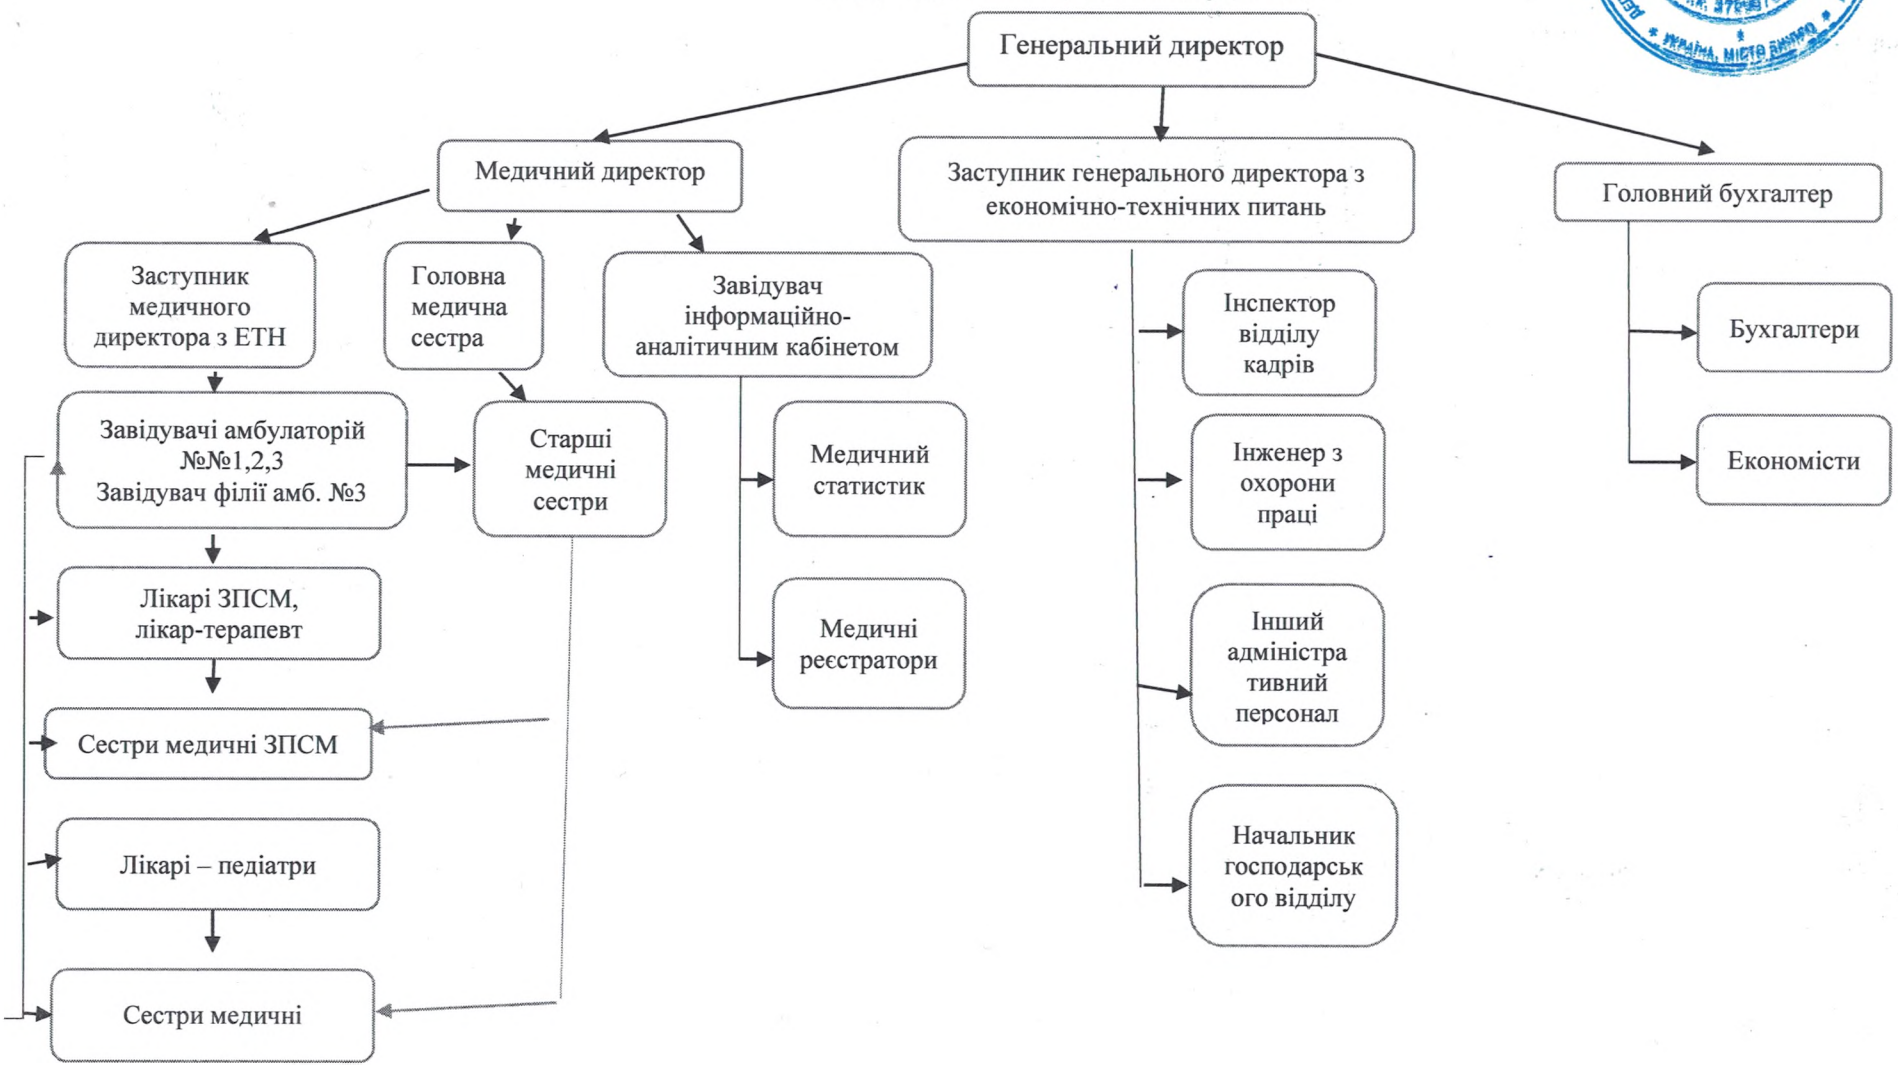 Генеральний директор
УКРАЇНА, МІСТО ДНІПРО
Медичний директор
Заступник генерального директора з
економічно-технічних питань
Головний бухгалтер
Заступник
медичного
директора з ЕТН
Головна
медична
сестра
Завідувач
інформаційно-
аналітичним кабінетом
Інспектор
відділу
кадрів
Бухгалтери
Завідувачі амбулаторій
№№1,2,3
Завідувач філії амб. №3
Старші
медичні
сестри
Медичний
статистик
Інженер з
охорони
праці
Економісти
Лікарі ЗПСМ,
лікар-терапевт
Медичні
реєстратори
Інший
адміністра
тивний
персонал
Сестри медичні ЗПСМ
Лікарі – педіатри
Начальник
господарськ
ого відділу
Сестри медичні